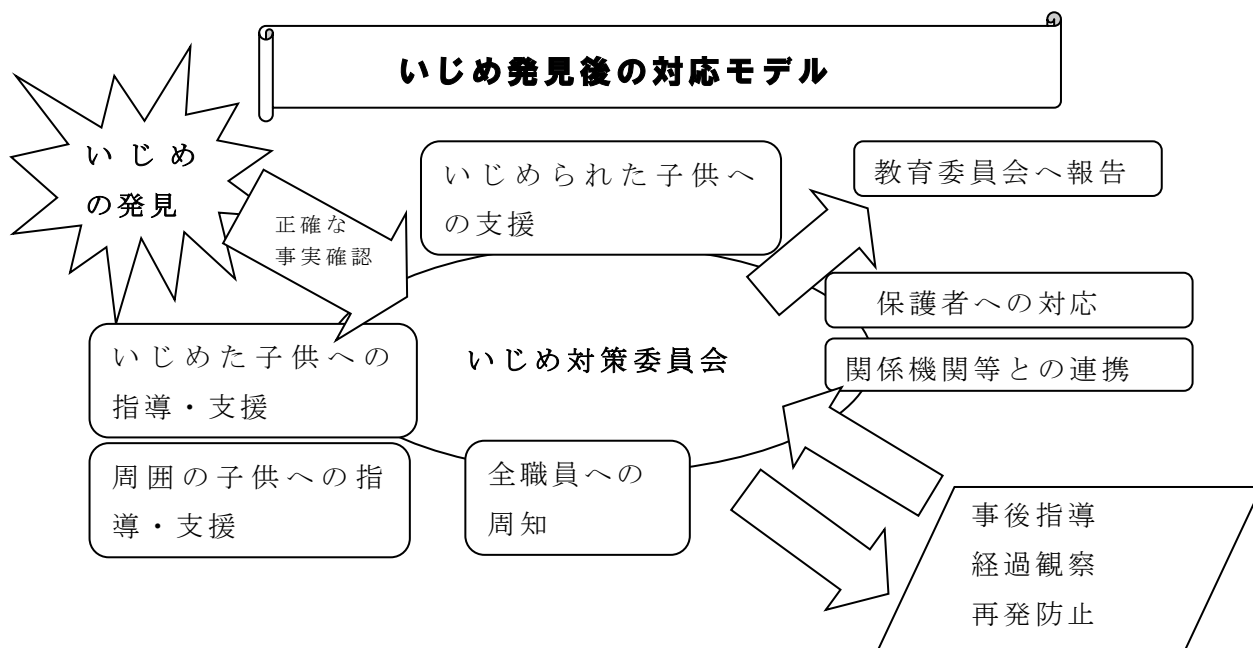 いじめ発見後の対応モデル
いじめ
の発見
正確な
事実確認
いじめられた子供へ
の支援
教育委員会へ報告
保護者への対応
関係機関等との連携
いじめ対策委員会
いじめた子供への
指導・支援
周囲の子供への指
導・支援
全職員への
周知
事後指導
経過観察
再発防止